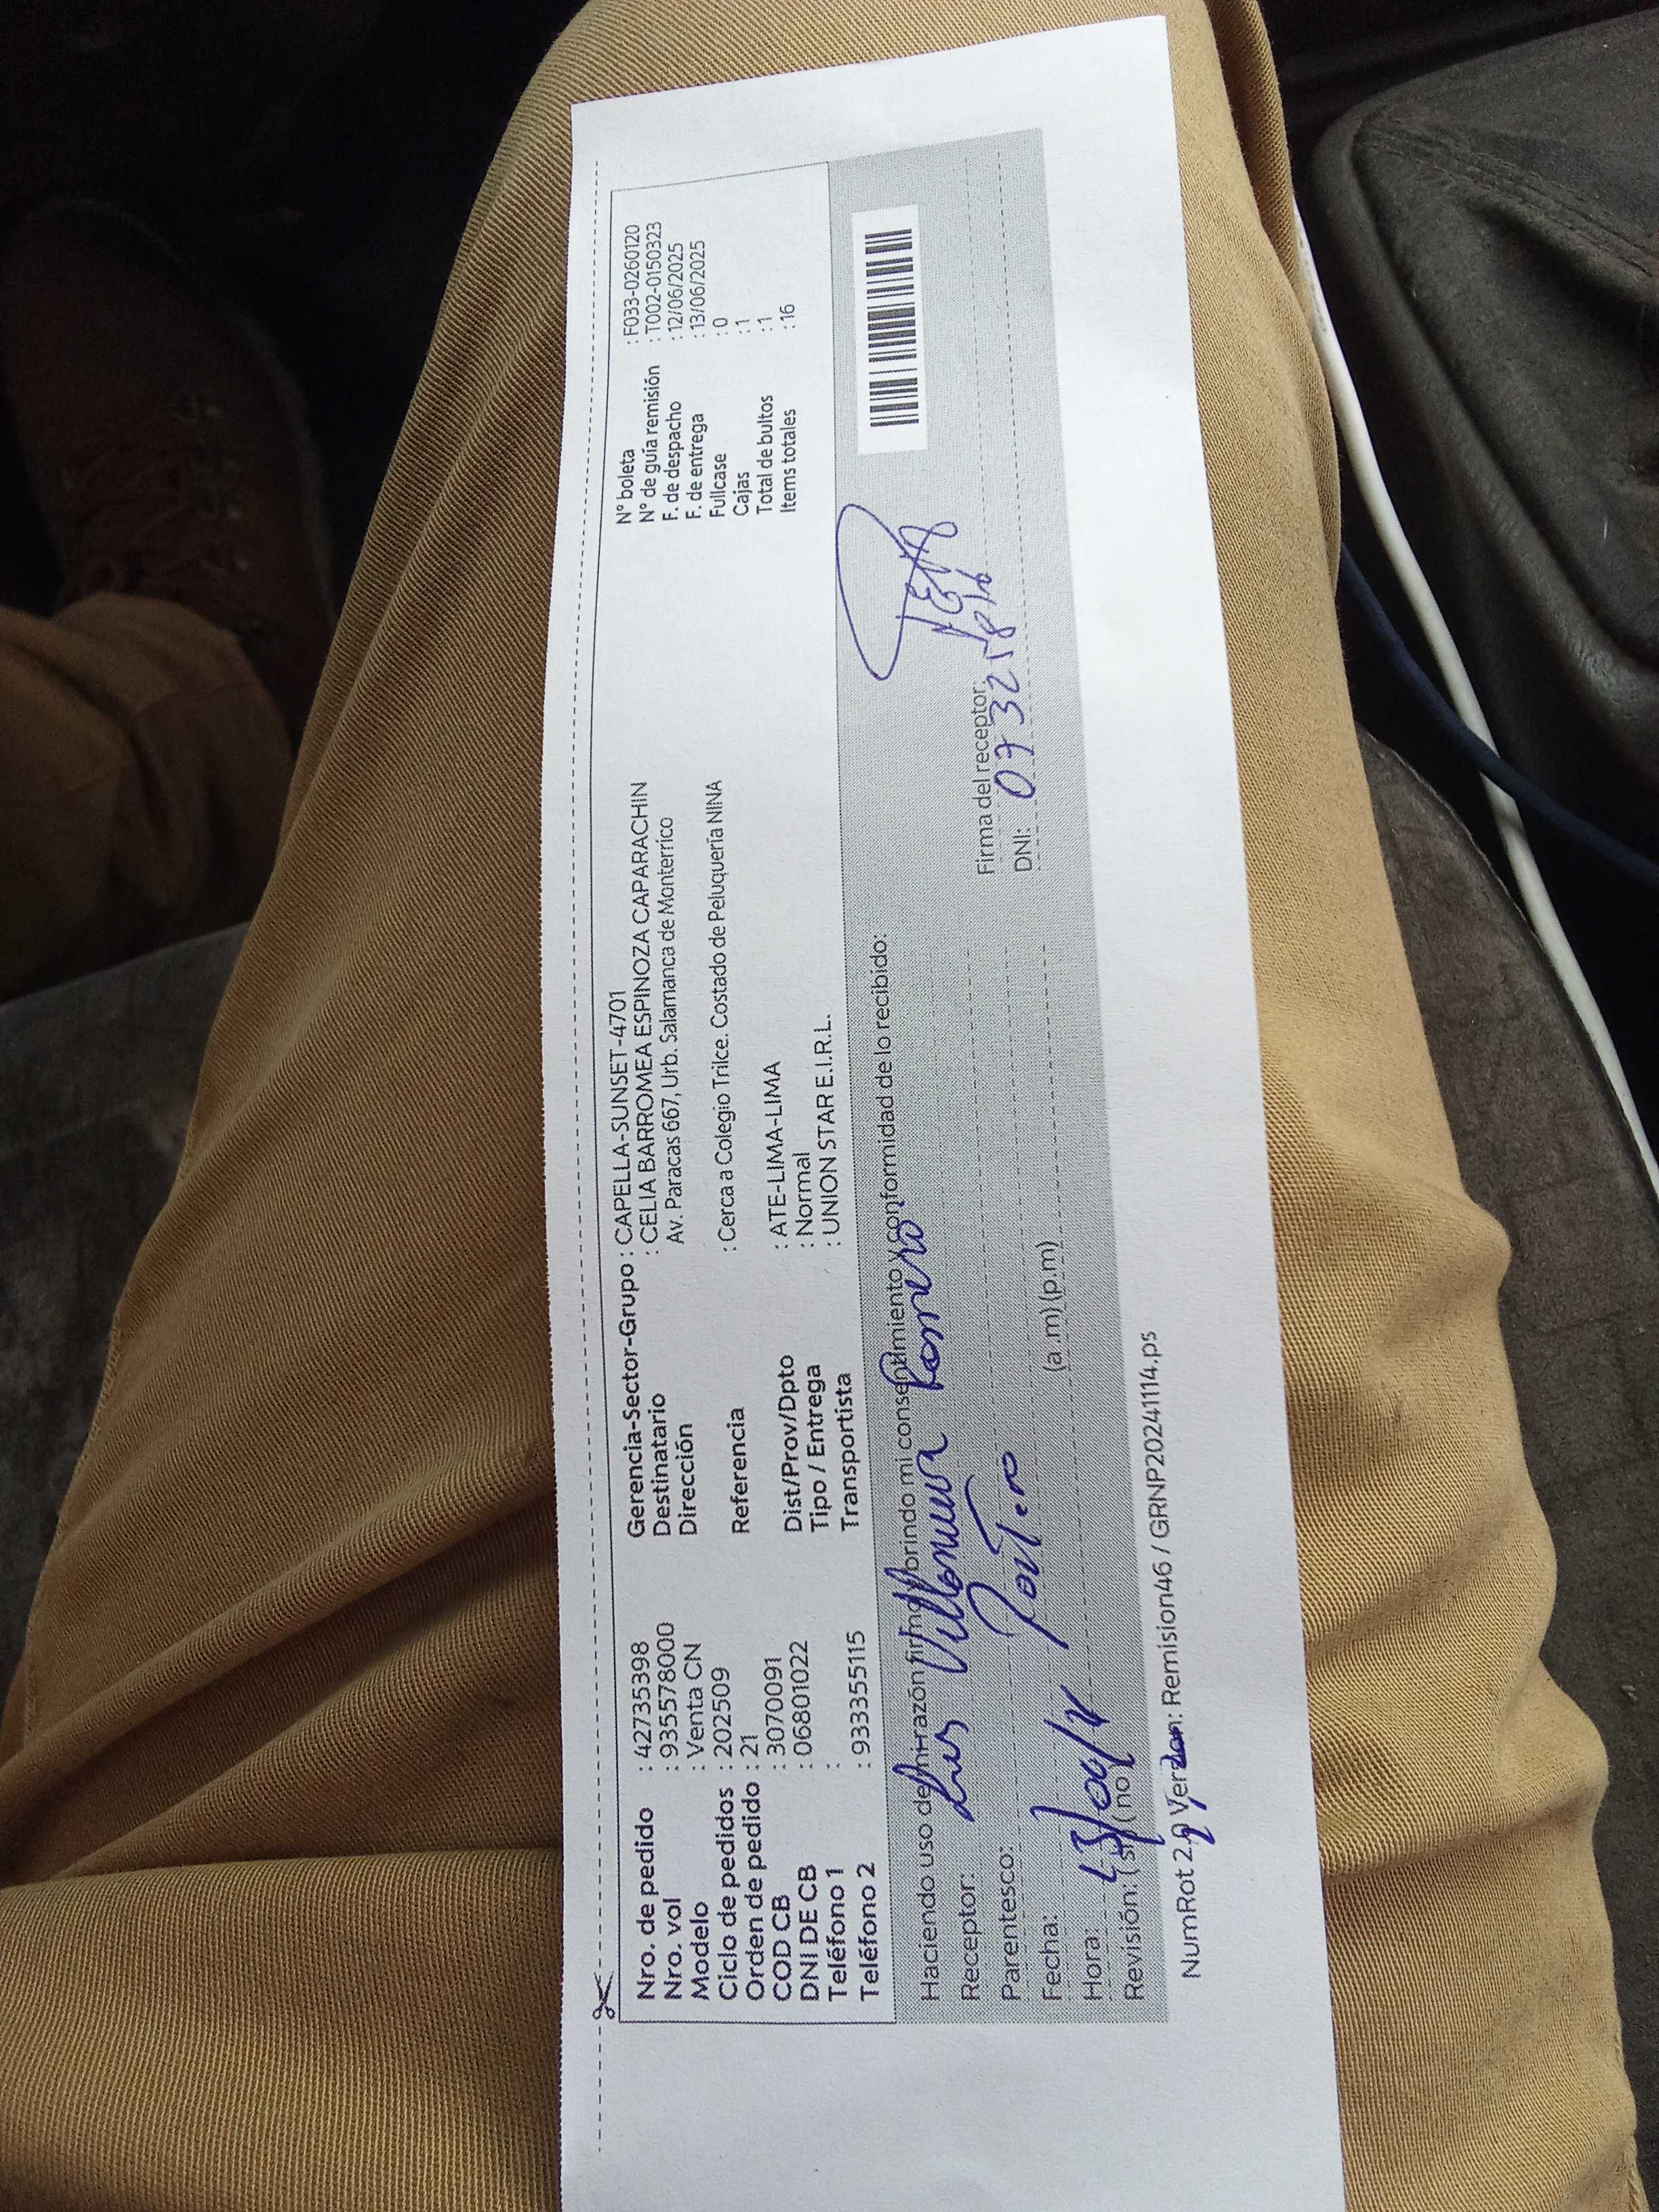 Nro. de pedido : 42735398
Nro. vol : 935578000
Modelo : Venta CN
Ciclo de pedidos : 202509
Orden de pedido : 21
COD CB : 3070091
DNI DE CB : 06801022
Teléfono 1 :
Teléfono 2 : 933355115
Gerencia-Sector-Grupo : CAPELLA-SUNSET-4701
Destinatario : CELIA BARROMEA ESPINOZA CAPARACHIN
Dirección Av. Paracas 667, Urb. Salamanca de Monterrico
Referencia : Cerca a Colegio Trilce. Costado de Peluquería NINA
Dist/Prov/Dpto : ATE-LIMA-LIMA
Tipo / Entrega : Normal
Transportista : UNION STAR E.I.R.L.
N° boleta : F033-0260120
N° de guía remisión : T002-0150323
F. de despacho : 12/06/2025
F. de entrega : 13/06/2025
Fullcase : 0
Cajas : 1
Total de bultos : 1
Items totales : 16
Haciendo uso de mi razón firmo brindo mi consentimiento y conformidad de lo recibido:
Receptor: Luis Villanueva Romero
Parentesco: Portero
Fecha:
Hora: (a.m)(p.m)
Revisión: (si) (no)
Firma del receptor:
DNI:
NumRot 2.0 Version: Remision46 / GRNP20241114.ps